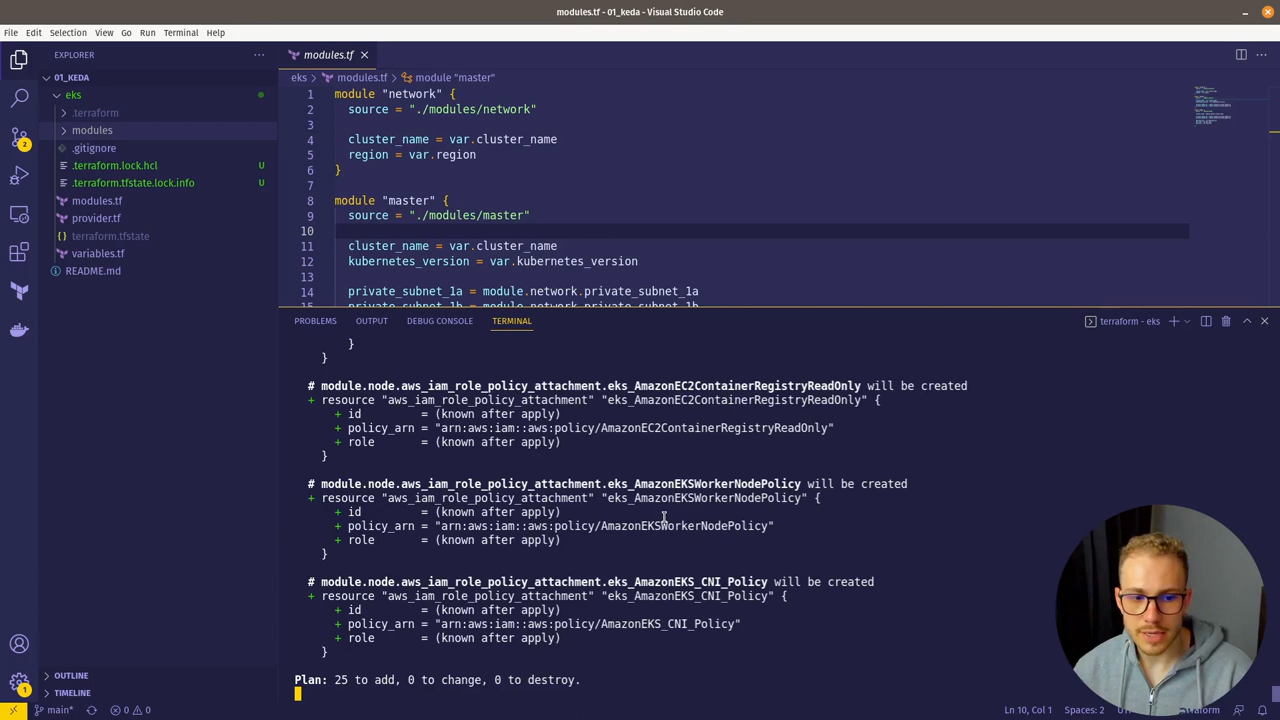 modules.tf - 01_keda - Visual Studio Code
File Edit Selection View Go Run Terminal Help
EXPLORER
01_KEDA
eks
.terraform
modules
.gitignore
.terraform.lock.hcl U
.terraform.tfstate.lock.info U
modules.tf
provider.tf
terraform.tfstate
variables.tf
README.md
OUTLINE
TIMELINE
2
1
modules.tf
eks > modules.tf > module "master"
1 module "network" {
2 source = "./modules/network"
3
4 cluster_name = var.cluster_name
5 region = var.region
6 }
7
8 module "master" {
9 source = "./modules/master"
10
11 cluster_name = var.cluster_name
12 kubernetes_version = var.kubernetes_version
13
14 private_subnet_1a = module.network.private_subnet_1a
15 private_subnet_1b = module.network.private_subnet_1b
PROBLEMS OUTPUT DEBUG CONSOLE TERMINAL
terraform - eks
}
}
# module.node.aws_iam_role_policy_attachment.eks_AmazonEC2ContainerRegistryReadOnly will be created
+ resource "aws_iam_role_policy_attachment" "eks_AmazonEC2ContainerRegistryReadOnly" {
+ id = (known after apply)
+ policy_arn = "arn:aws:iam::aws:policy/AmazonEC2ContainerRegistryReadOnly"
+ role = (known after apply)
}
# module.node.aws_iam_role_policy_attachment.eks_AmazonEKSWorkerNodePolicy will be created
+ resource "aws_iam_role_policy_attachment" "eks_AmazonEKSWorkerNodePolicy" {
+ id = (known after apply)
+ policy_arn = "arn:aws:iam::aws:policy/AmazonEKSWorkerNodePolicy"
+ role = (known after apply)
}
# module.node.aws_iam_role_policy_attachment.eks_AmazonEKS_CNI_Policy will be created
+ resource "aws_iam_role_policy_attachment" "eks_AmazonEKS_CNI_Policy" {
+ id = (known after apply)
+ policy_arn = "arn:aws:iam::aws:policy/AmazonEKS_CNI_Policy"
+ role = (known after apply)
}
Plan: 25 to add, 0 to change, 0 to destroy.
main* 0 0 Ln 10, Col 1 Spaces: 2